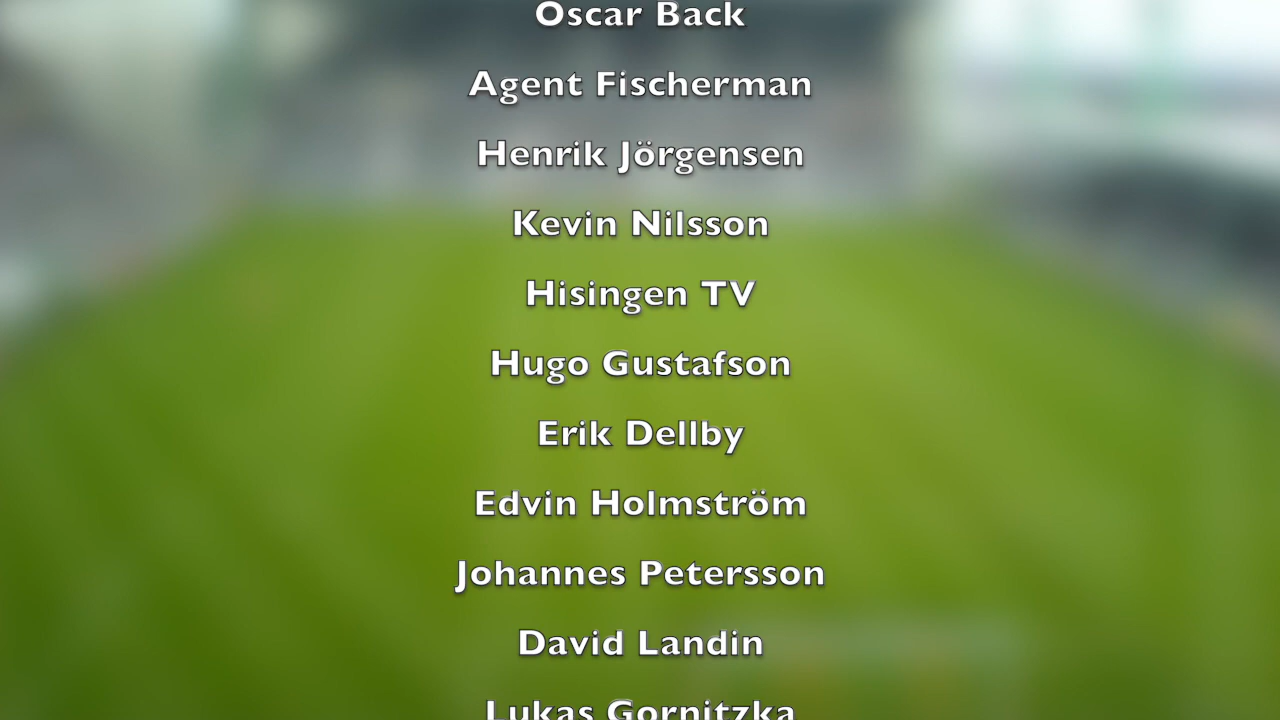 Oscar Back
Agent Fischerman
Henrik Jörgensen
Kevin Nilsson
Hisingen TV
Hugo Gustafson
Erik Dellby
Edvin Holmström
Johannes Petersson
David Landin
Lukas Gornitzka